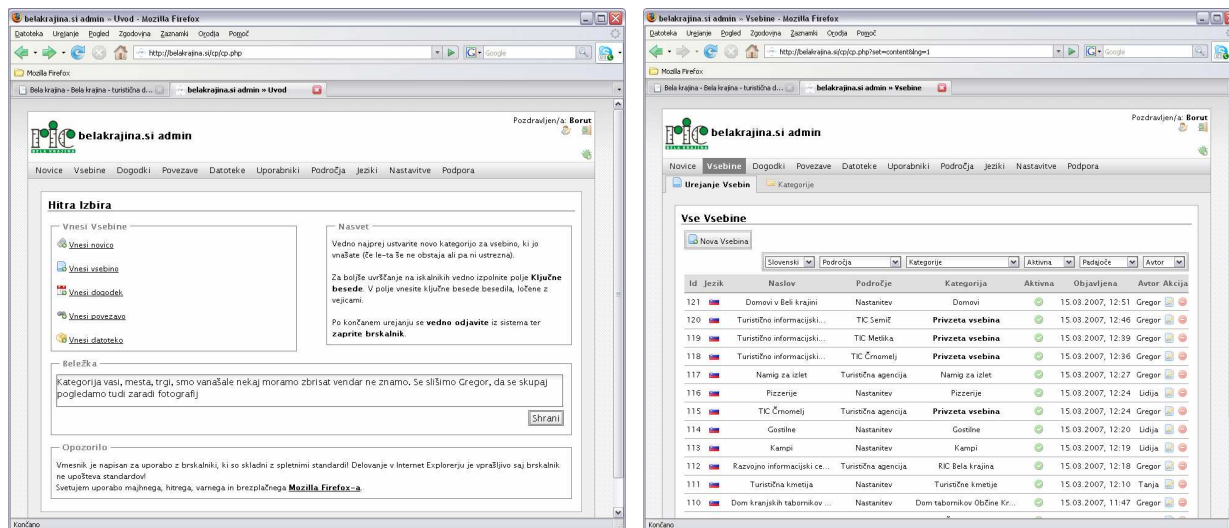 belakrajina.si admin » Uvod - Mozilla Firefox
Datoteka Urejanje Pogled Zgodovina Zaznamki Orodja Pomoč
http://belakrajina.si/cp/cp.php
Google
Mozilla Firefox
Bela krajina - Bela krajina - turistična d...
belakrajina.si admin » Uvod
RIC
BELA KRAJINA
belakrajina.si admin
Pozdravljen/a: Borut
Novice Vsebine Dogodki Povezave Datoteke Uporabniki Področja Jeziki Nastavitve Podpora
Hitra Izbira
Vnesi Vsebine
Vnesi novico
Vnesi vsebino
Vnesi dogodek
Vnesi povezavo
Vnesi datoteko
Nasvet
Vedno najprej ustvarite novo kategorijo za vsebino, ki jo
vnašate (če le-ta še ne obstaja ali pa ni ustrezna).
Za boljše uvrščanje na iskalnikih vedno izpolnite polje Ključne
besede. V polje vnesite ključne besede besedila, ločene z
vejicami.
Po končanem urejanju se vedno odjavite iz sistema ter
zaprite brskalnik.
Beležka
Kategorija vasi, mesta, trgi, smo vanašale nekaj moramo zbrisat vendar ne znamo. Se slišimo Gregor, da se skupaj
pogledamo tudi zaradi fotografij
Shrani
Opozorilo
Vmesnik je napisan za uporabo z brskalniki, ki so skladni z spletnimi standardi! Delovanje v Internet Explorerju je vprašljivo saj brskalnik
ne upošteva standardov!
Svetujem uporabo majhnega, hitrega, varnega in brezplačnega Mozilla Firefox-a.
Končano
belakrajina.si admin » Vsebine - Mozilla Firefox
Datoteka Urejanje Pogled Zgodovina Zaznamki Orodja Pomoč
http://belakrajina.si/cp/cp.php?set=content&lng=1
Google
Mozilla Firefox
Bela krajina - Bela krajina - turistična d...
belakrajina.si admin » Vsebine
RIC
BELA KRAJINA
belakrajina.si admin
Pozdravljen/a: Borut
Novice Vsebine Dogodki Povezave Datoteke Uporabniki Področja Jeziki Nastavitve Podpora
Urejanje Vsebin Kategorije
Vse Vsebine
Nova Vsebina
Slovenski Področja Kategorije Aktivna Padajoče Avtor
Id Jezik Naslov Področje Kategorija Aktivna Objavljena Avtor Akcija
121 Domovi v Beli krajini Nastanitev Domovi 15.03.2007, 12:51 Gregor
120 Turistično informacijski... TIC Semič Privzeta vsebina 15.03.2007, 12:46 Gregor
119 Turistično informacijski... TIC Metlika Privzeta vsebina 15.03.2007, 12:39 Gregor
118 Turistično informacijski... TIC Črnomelj Privzeta vsebina 15.03.2007, 12:36 Gregor
117 Namig za izlet Turistična agencija Namig za izlet 15.03.2007, 12:27 Gregor
116 Pizzerije Nastanitev Pizzerije 15.03.2007, 12:24 Lidija
115 TIC Črnomelj Turistična agencija Privzeta vsebina 15.03.2007, 12:24 Gregor
114 Gostilne Nastanitev Gostilne 15.03.2007, 12:20 Lidija
113 Kampi Nastanitev Kampi 15.03.2007, 12:19 Lidija
112 Razvojno informacijski ce... Turistična agencija RIC Bela krajina 15.03.2007, 12:18 Gregor
111 Turistična kmetija Nastanitev Turistične kmetije 15.03.2007, 12:10 Tanja
110 Dom kranjskih tabornikov ... Nastanitev Dom tabornikov Občine Kr... 15.03.2007, 11:47 Gregor
Končano